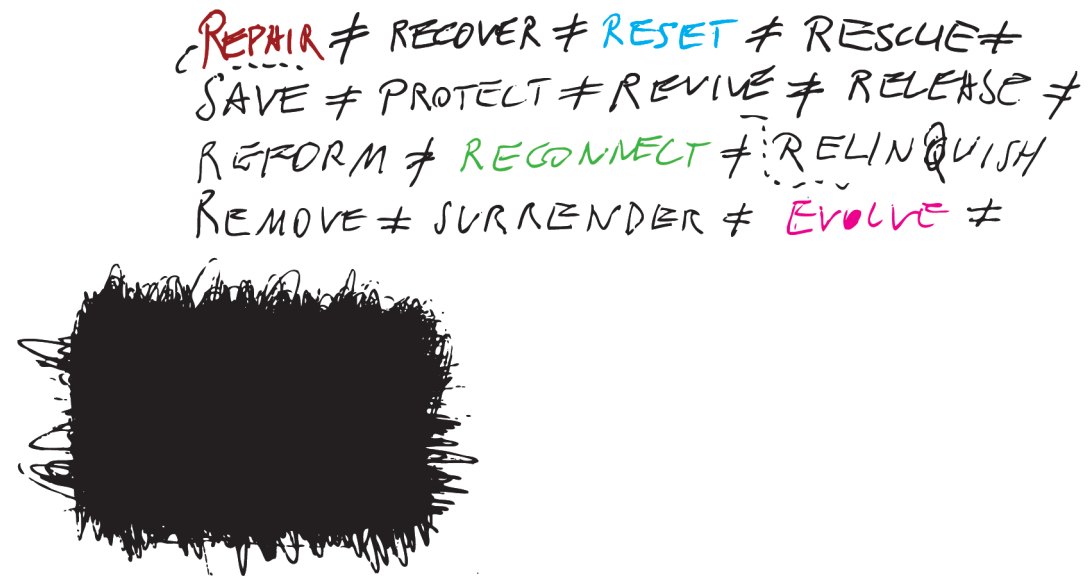 REPAIR ≠ RECOVER ≠ RESET ≠ RESCUE ≠
SAVE ≠ PROTECT ≠ REVIVE ≠ RELEASE ≠
REFORM ≠ RECONNECT ≠ RELINQUISH
REMOVE ≠ SURRENDER ≠ EVOLVE ≠